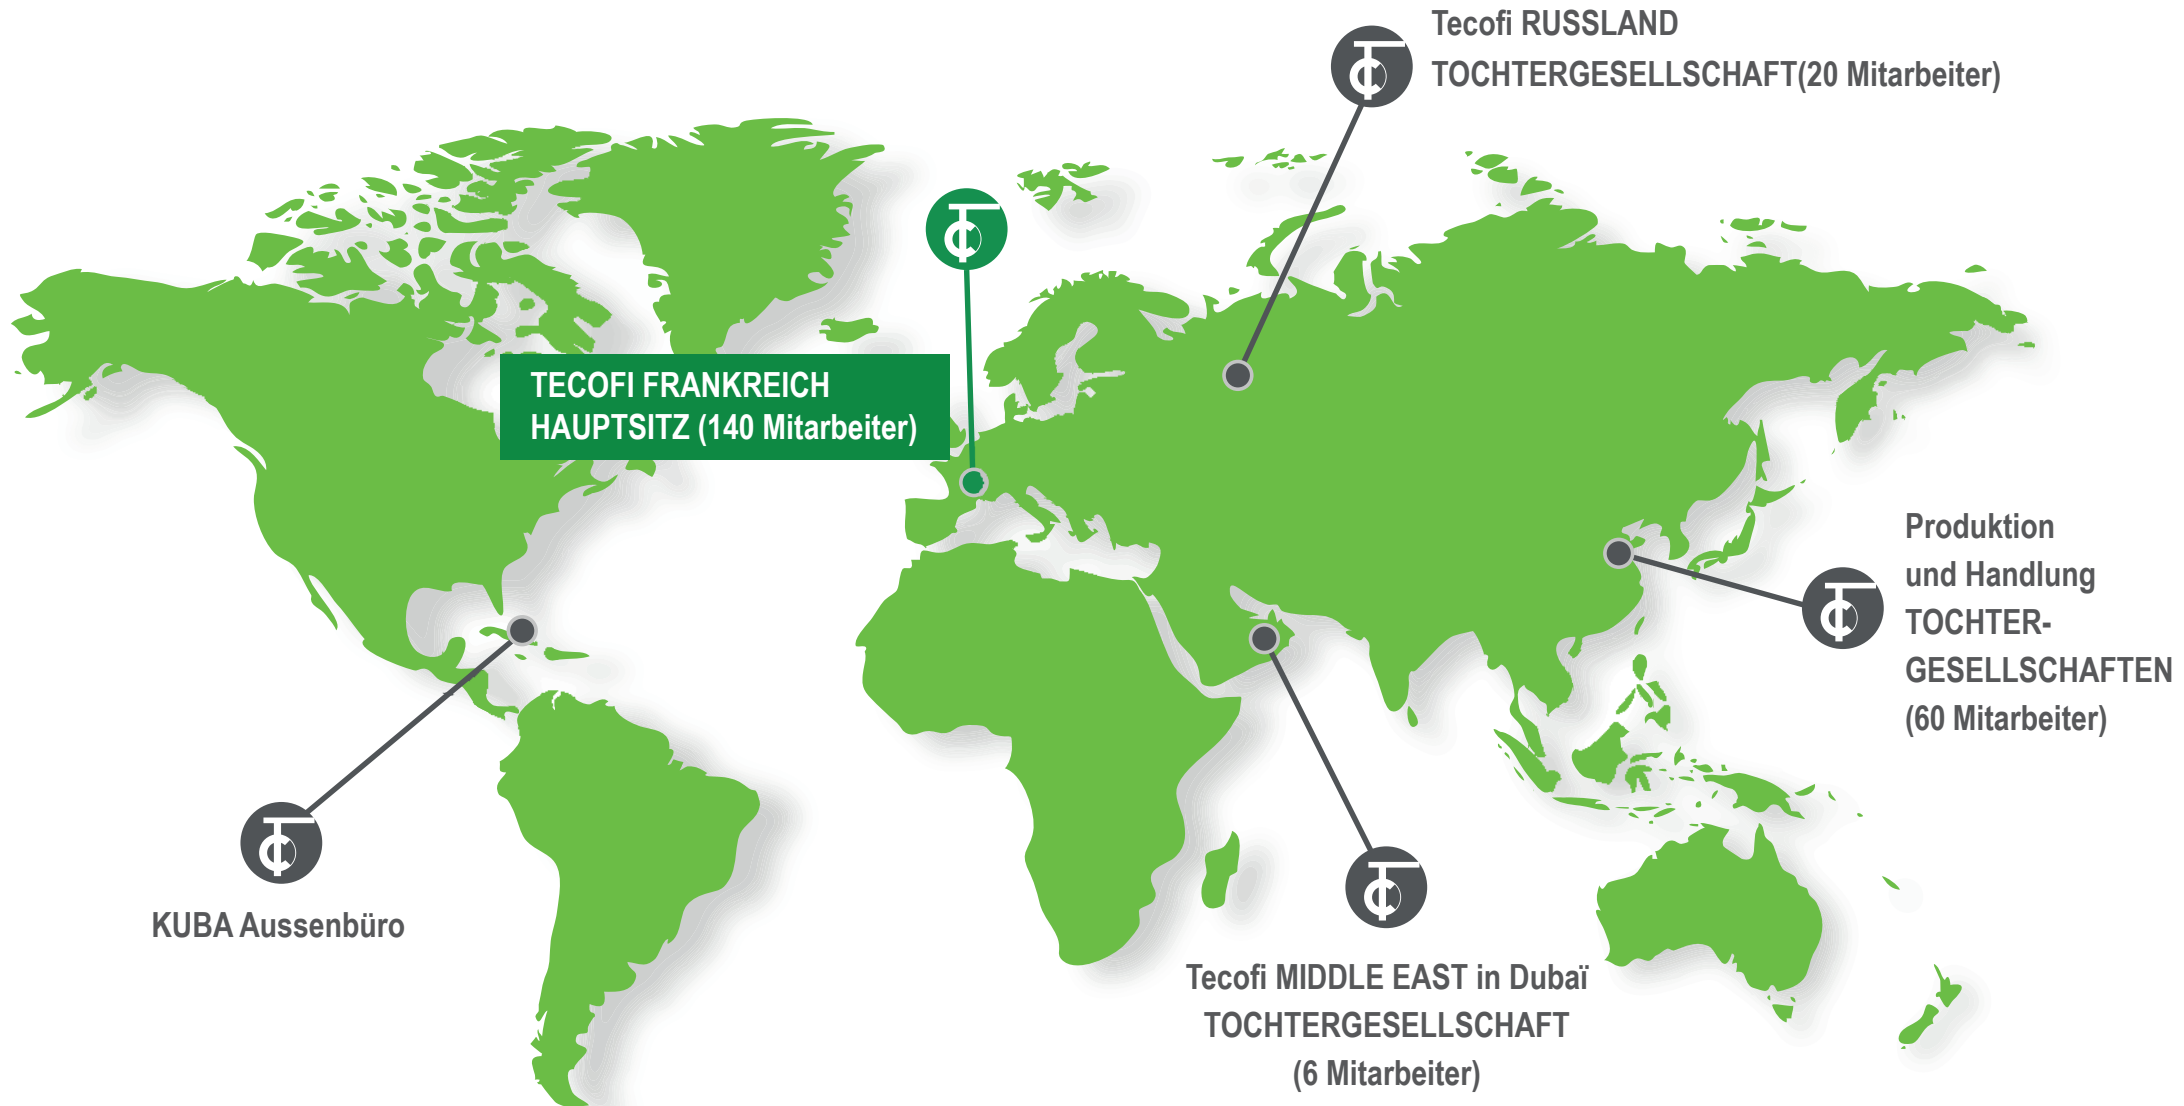 Tecofi RUSSLAND
TOCHTERGESELLSCHAFT(20 Mitarbeiter)
TECOFI FRANKREICH
HAUPTSITZ (140 Mitarbeiter)
Produktion
und Handlung
TOCHTER-
GESELLSCHAFTEN
(60 Mitarbeiter)
KUBA Aussenbüro
Tecofi MIDDLE EAST in Dubaï
TOCHTERGESELLSCHAFT
(6 Mitarbeiter)